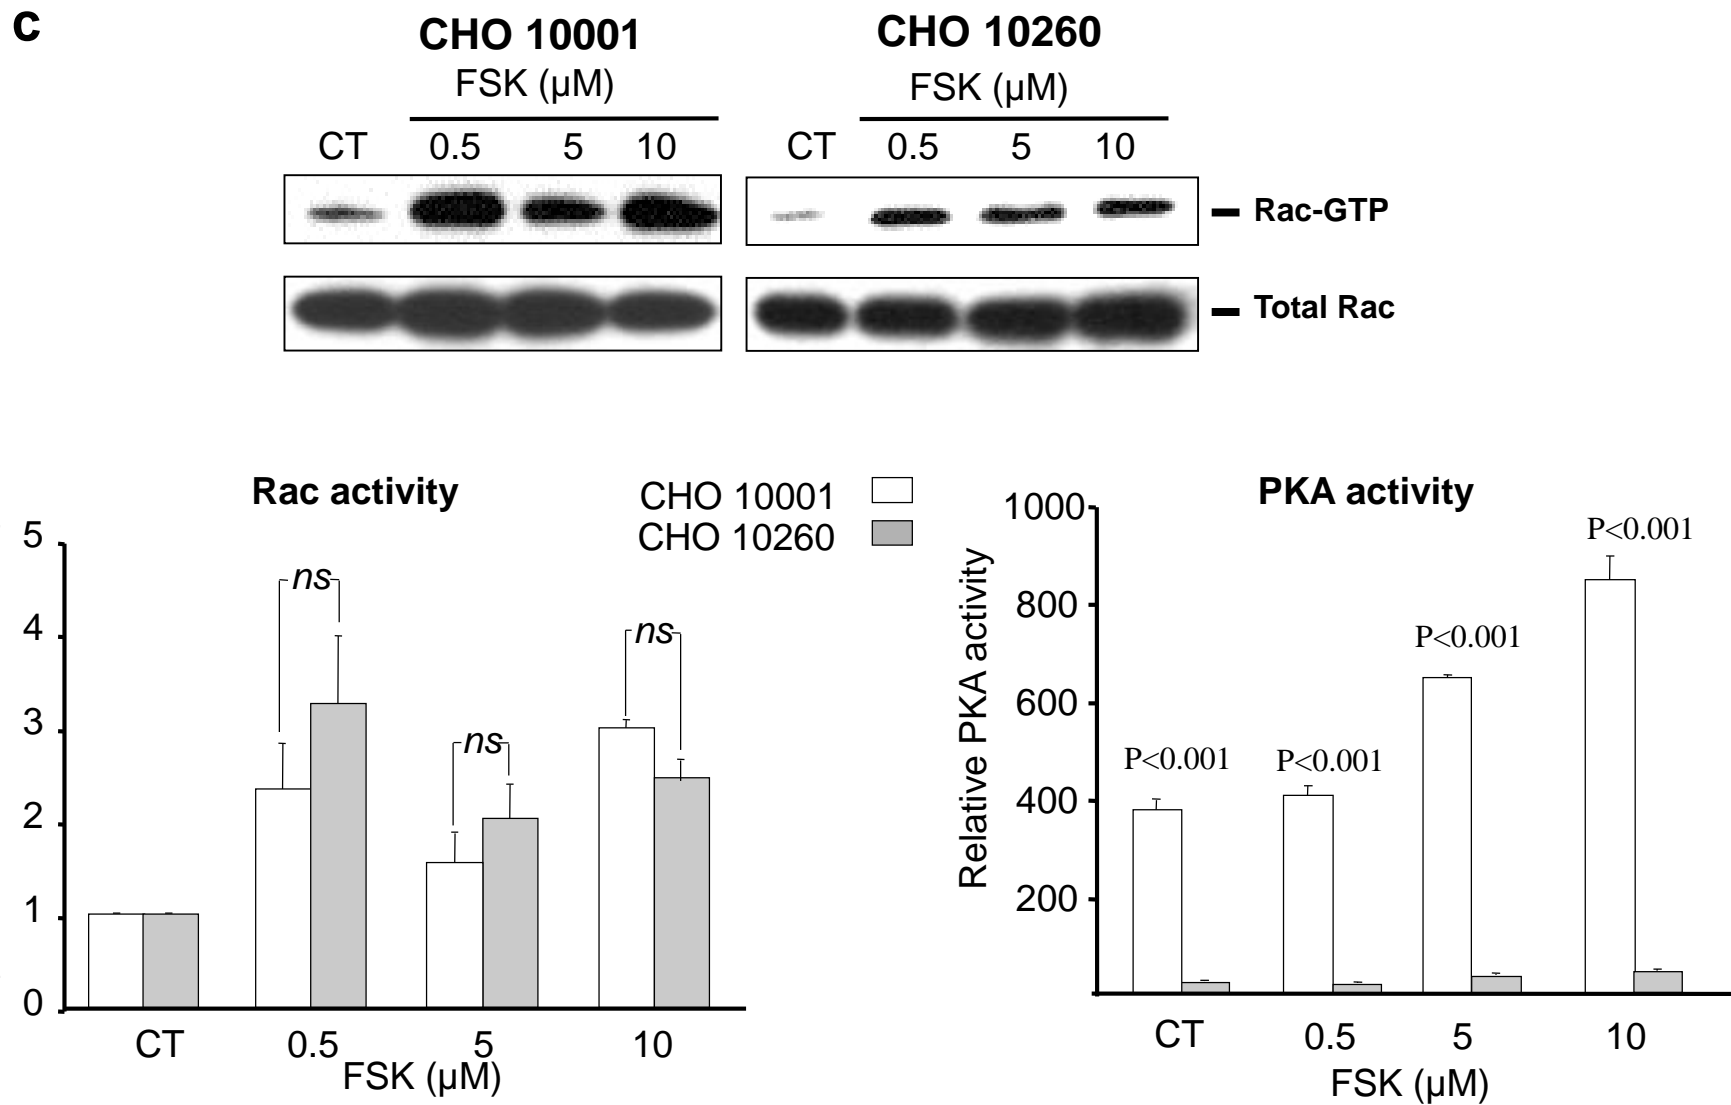 c
CHO 10001
CHO 10260
FSK (µM)
FSK (µM)
CT 0.5 5 10
CT 0.5 5 10
Rac-GTP
Total Rac
Rac activity
CHO 10001
CHO 10260
5
4
3
2
1
0
ns
ns
ns
CT 0.5 5 10
FSK (µM)
PKA activity
Relative PKA activity
1000
800
600
400
200
P<0.001
P<0.001
P<0.001
P<0.001
CT 0.5 5 10
FSK (µM)